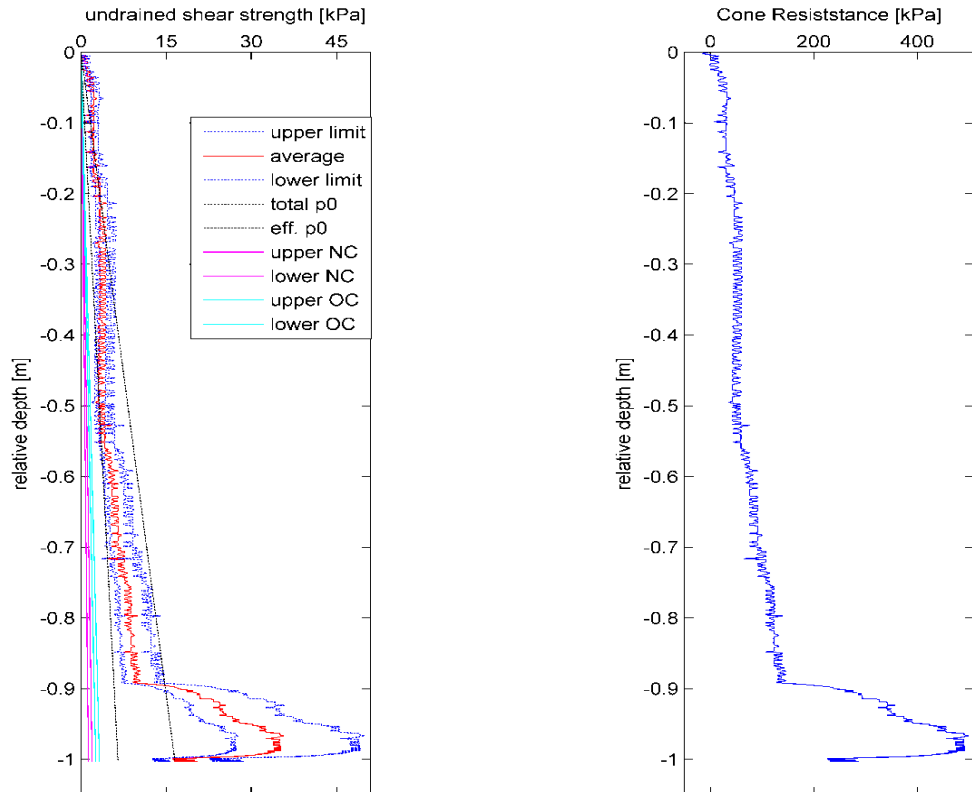 undrained shear strength [kPa]
0 15 30 45
0
-0.1
-0.2
-0.3
-0.4
-0.5
-0.6
-0.7
-0.8
-0.9
-1
relative depth [m]
upper limit
average
lower limit
total p0
eff. p0
upper NC
lower NC
upper OC
lower OC
Cone Resiststance [kPa]
0 200 400
0
-0.1
-0.2
-0.3
-0.4
-0.5
-0.6
-0.7
-0.8
-0.9
-1
relative depth [m]